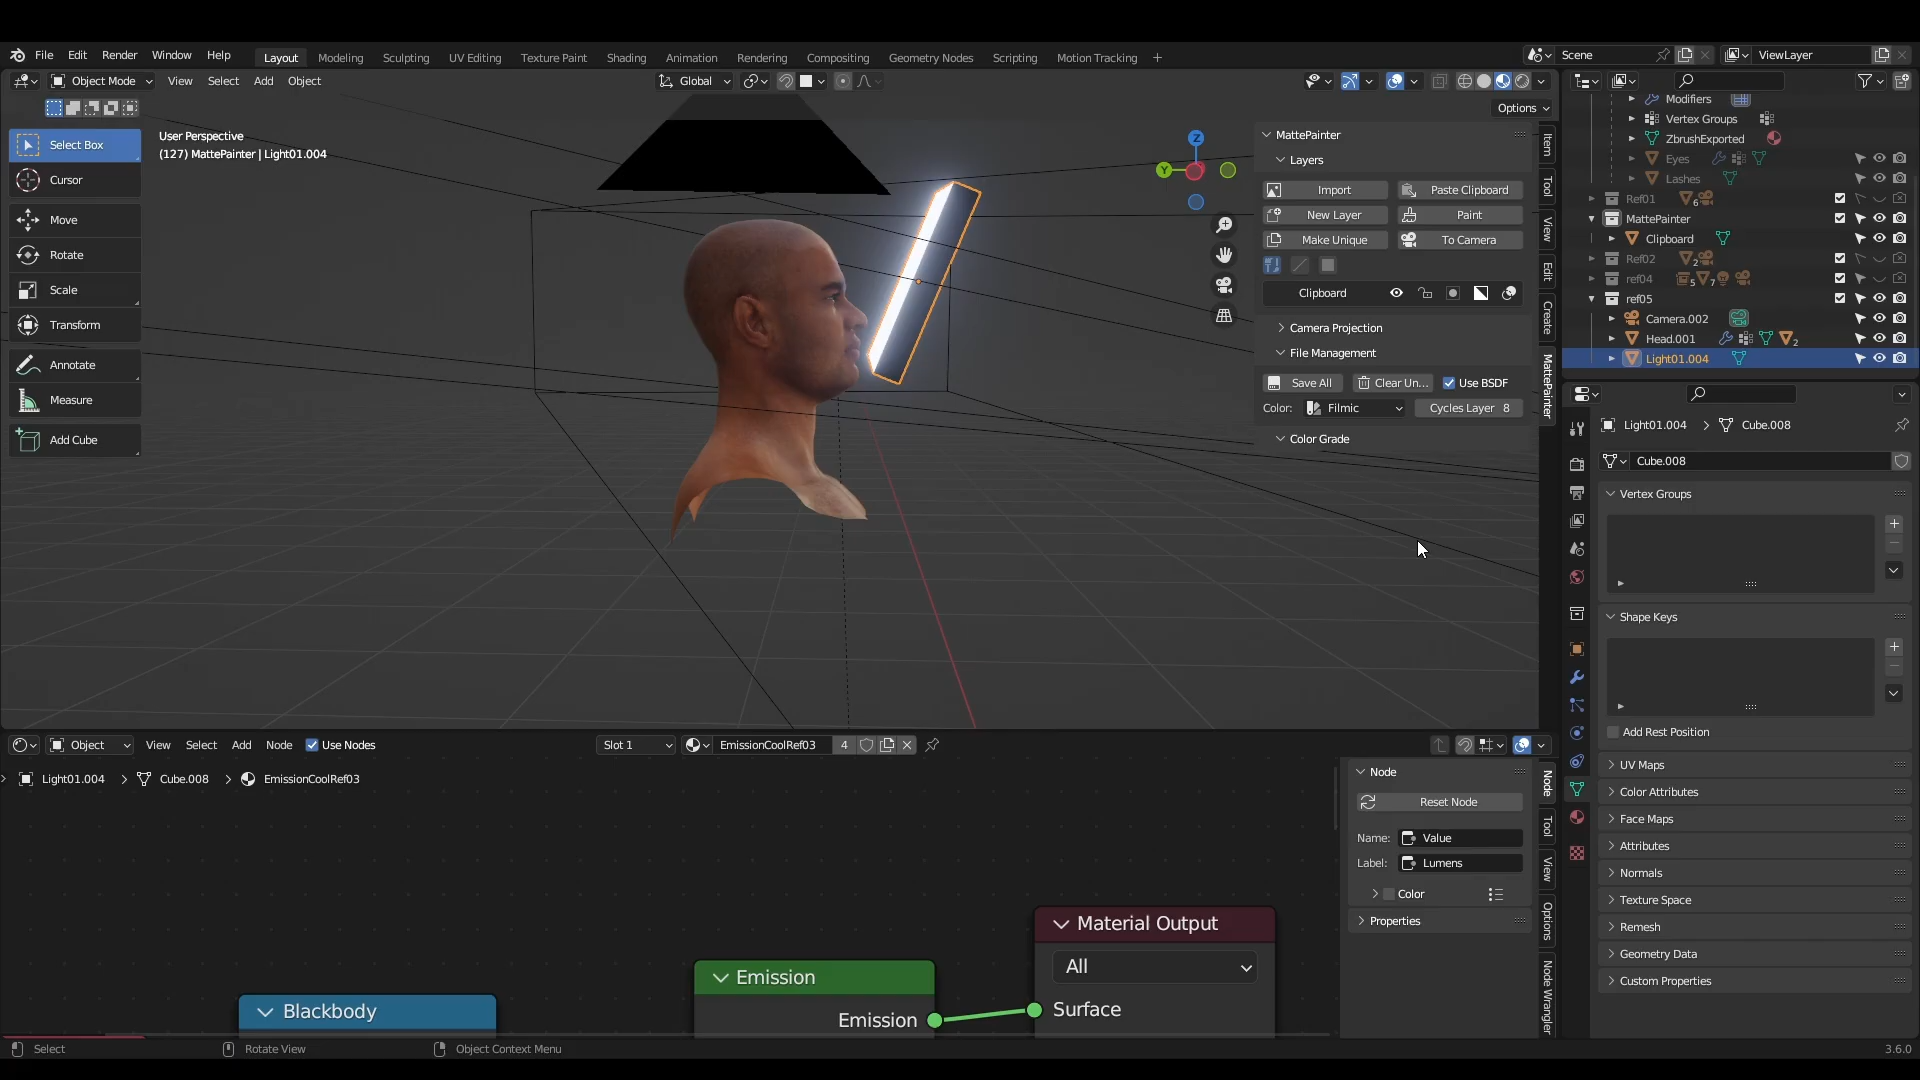 File Edit Render Window Help Layout Modeling Sculpting UV Editing Texture Paint Shading Animation Rendering Compositing Geometry Nodes Scripting Motion Tracking + Scene ViewLayer
Object Mode View Select Add Object Global
Options
Select Box
Cursor
Move
Rotate
Scale
Transform
Annotate
Measure
Add Cube
User Perspective
(127) MattePainter | Light01.004
Z
Y
MattePainter
Layers
Import Paste Clipboard
New Layer Paint
Make Unique To Camera
Clipboard
Camera Projection
File Management
Save All Clear Un... Use BSDF
Color: Filmic Cycles Layer 8
Color Grade
Item
Tool
View
Edit
Create
MattePainter
Modifiers
Vertex Groups
ZbrushExported
Eyes
Lashes
Ref01 6
MattePainter
Clipboard
Ref02 2
ref04 5 7
ref05
Camera.002
Head.001 2
Light01.004
Light01.004 > Cube.008
Cube.008
Vertex Groups
Shape Keys
Add Rest Position
UV Maps
Color Attributes
Face Maps
Attributes
Normals
Texture Space
Remesh
Geometry Data
Custom Properties
Object View Select Add Node Use Nodes Slot 1 EmissionCoolRef03 4
Light01.004 > Cube.008 > EmissionCoolRef03
Blackbody
Emission
Emission
Material Output
All
Surface
Node
Reset Node
Name: Value
Label: Lumens
Color
Properties
Node
Tool
View
Options
Node Wrangler
Select Rotate View Object Context Menu 3.6.0